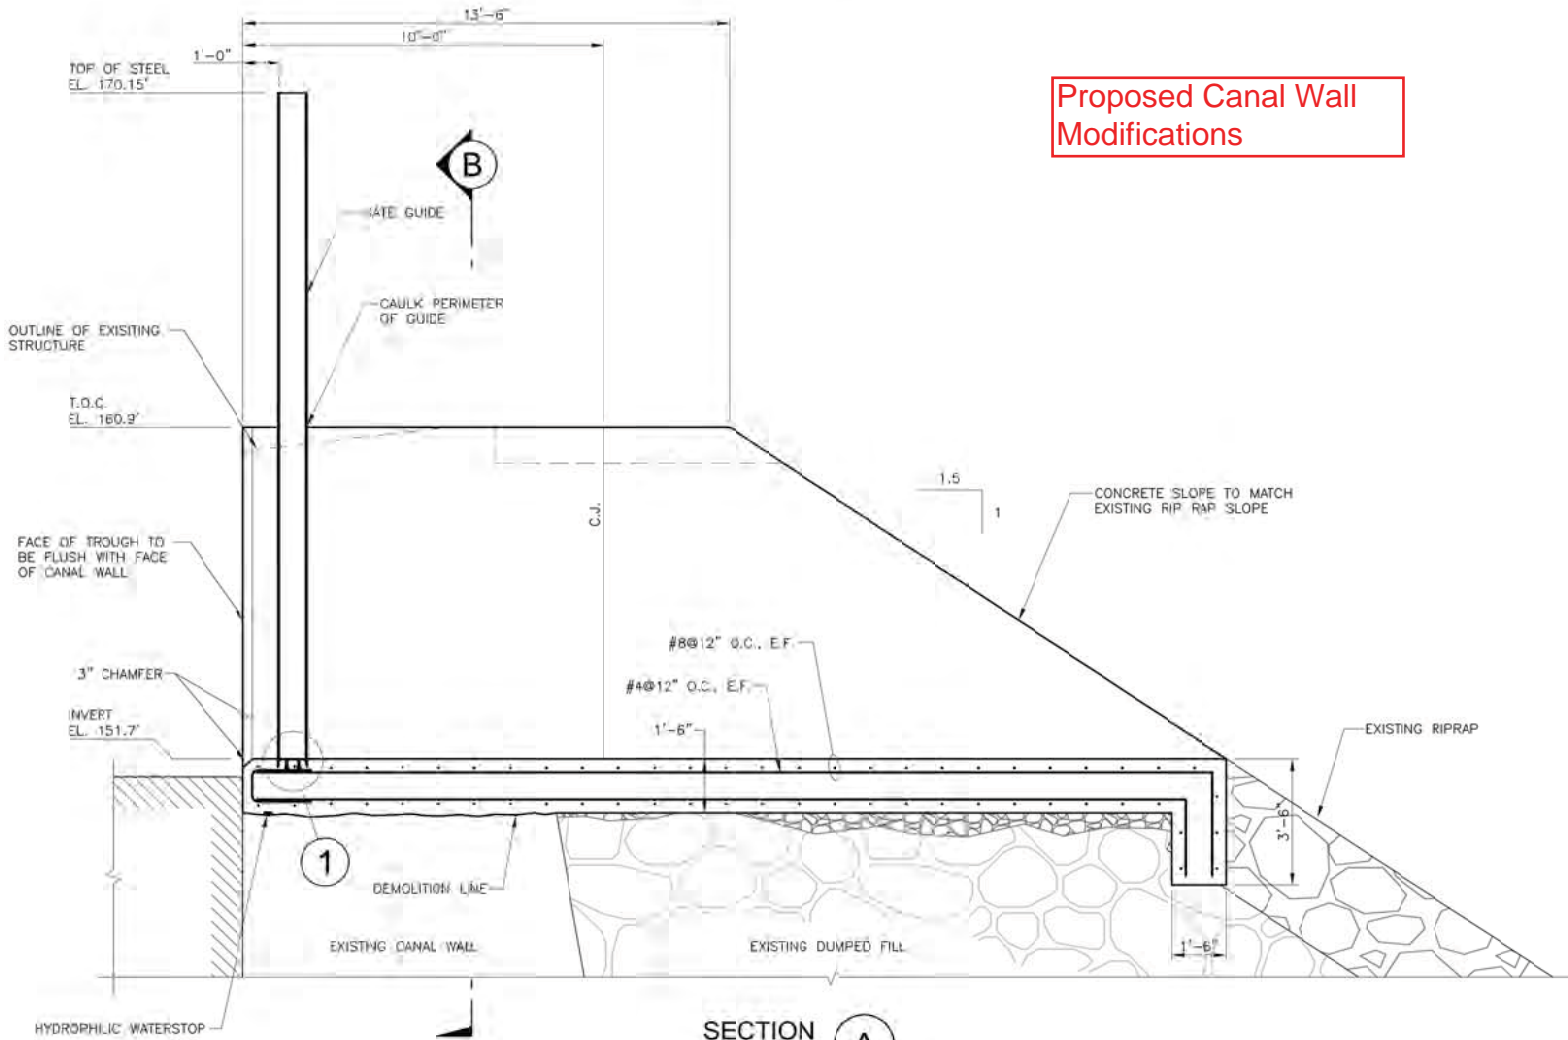 13'-6"
10'-0"
1'-0"
TOP OF STEEL
EL. 170.15'
Proposed Canal Wall
Modifications
B
GATE GUIDE
CAULK PERIMETER
OF GUIDE
OUTLINE OF EXISITING
STRUCTURE
T.O.C.
EL. 160.9'
1.5
1
CONCRETE SLOPE TO MATCH
EXISTING RIP RAP SLOPE
C.J.
FACE OF TROUGH TO
BE FLUSH WITH FACE
OF CANAL WALL
#8@12" O.C., E.F.
#4@12" O.C., E.F.
3" CHAMFER
INVERT
EL. 151.7'
1'-6"
EXISTING RIPRAP
3'-6"
1
DEMOLITION LINE
EXISTING CANAL WALL
EXISTING DUMPED FILL
1'-6"
HYDROPHILIC WATERSTOP
SECTION
A